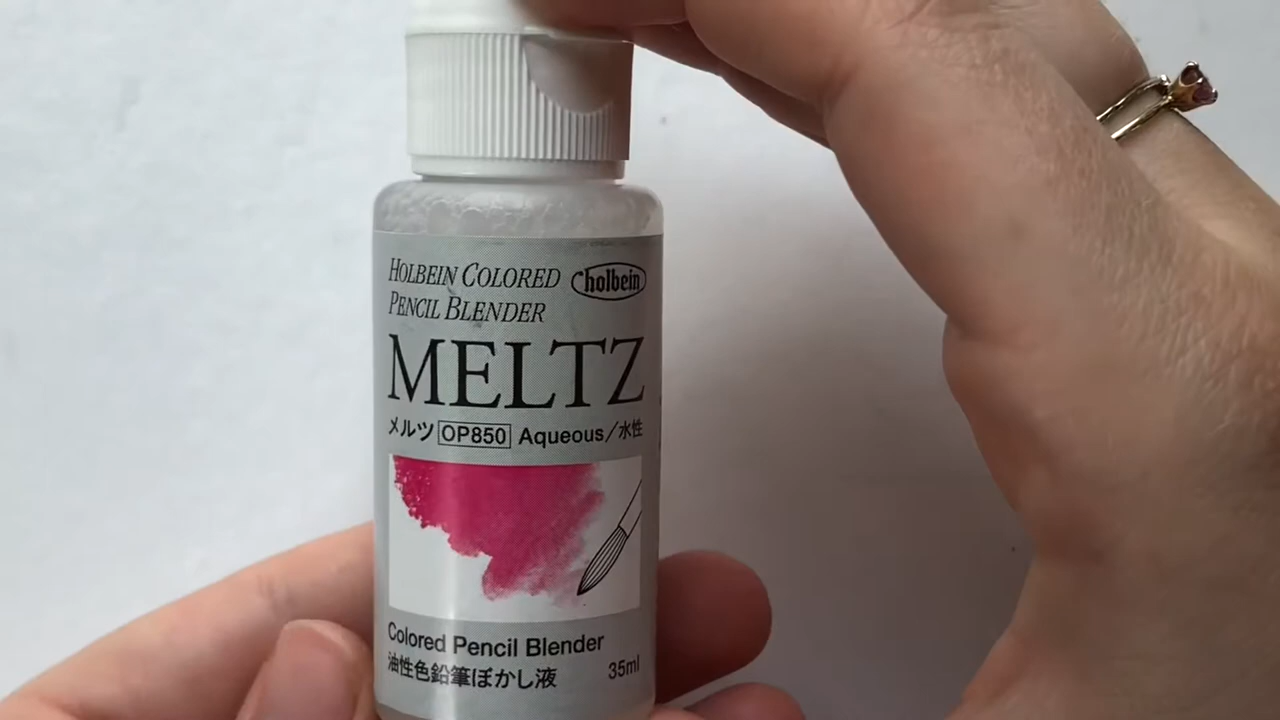 HOLBEIN COLORED
PENCIL BLENDER
holbein
MELTZ
メルツ OP850 Aqueous/水性
Colored Pencil Blender
油性色鉛筆ぼかし液 35ml